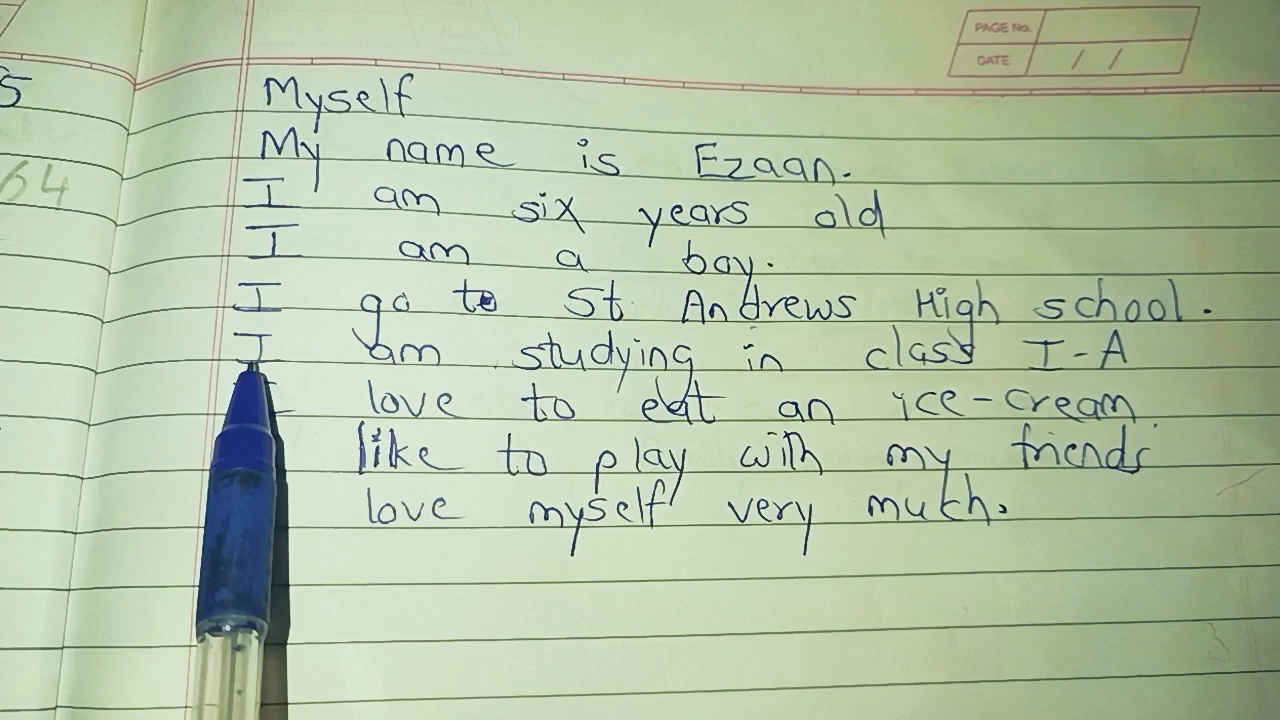 PAGE No.
DATE / /
5
64
Myself
My name is Ezaan.
I am six years old
I am a boy.
I go to St. Andrews High school.
I am studying in class I-A
love to eat an ice-cream
like to play with my friends
love myself very much.